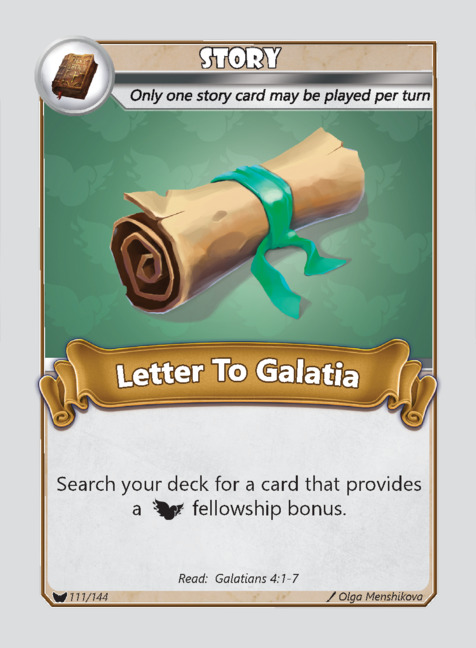 STORY
Only one story card may be played per turn
Letter To Galatia
Search your deck for a card that provides
a fellowship bonus.
Read: Galatians 4:1-7
111/144
Olga Menshikova